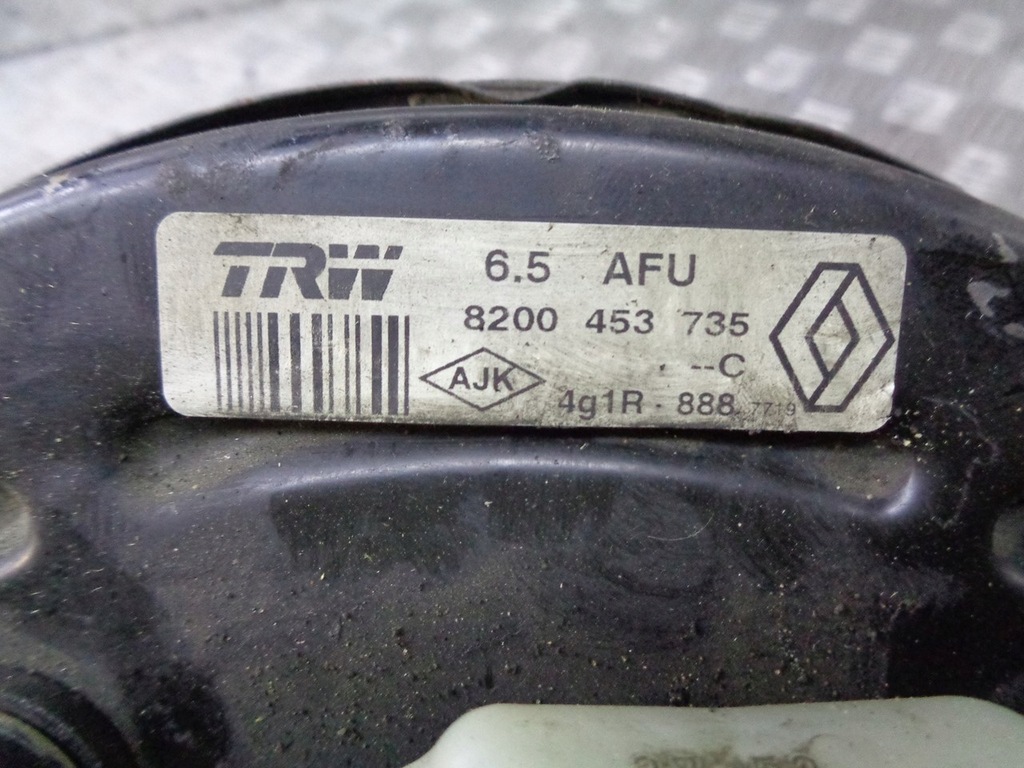 TRW
6.5 AFU
8200 453 735
--C
AJK
4g1R - 888 7719